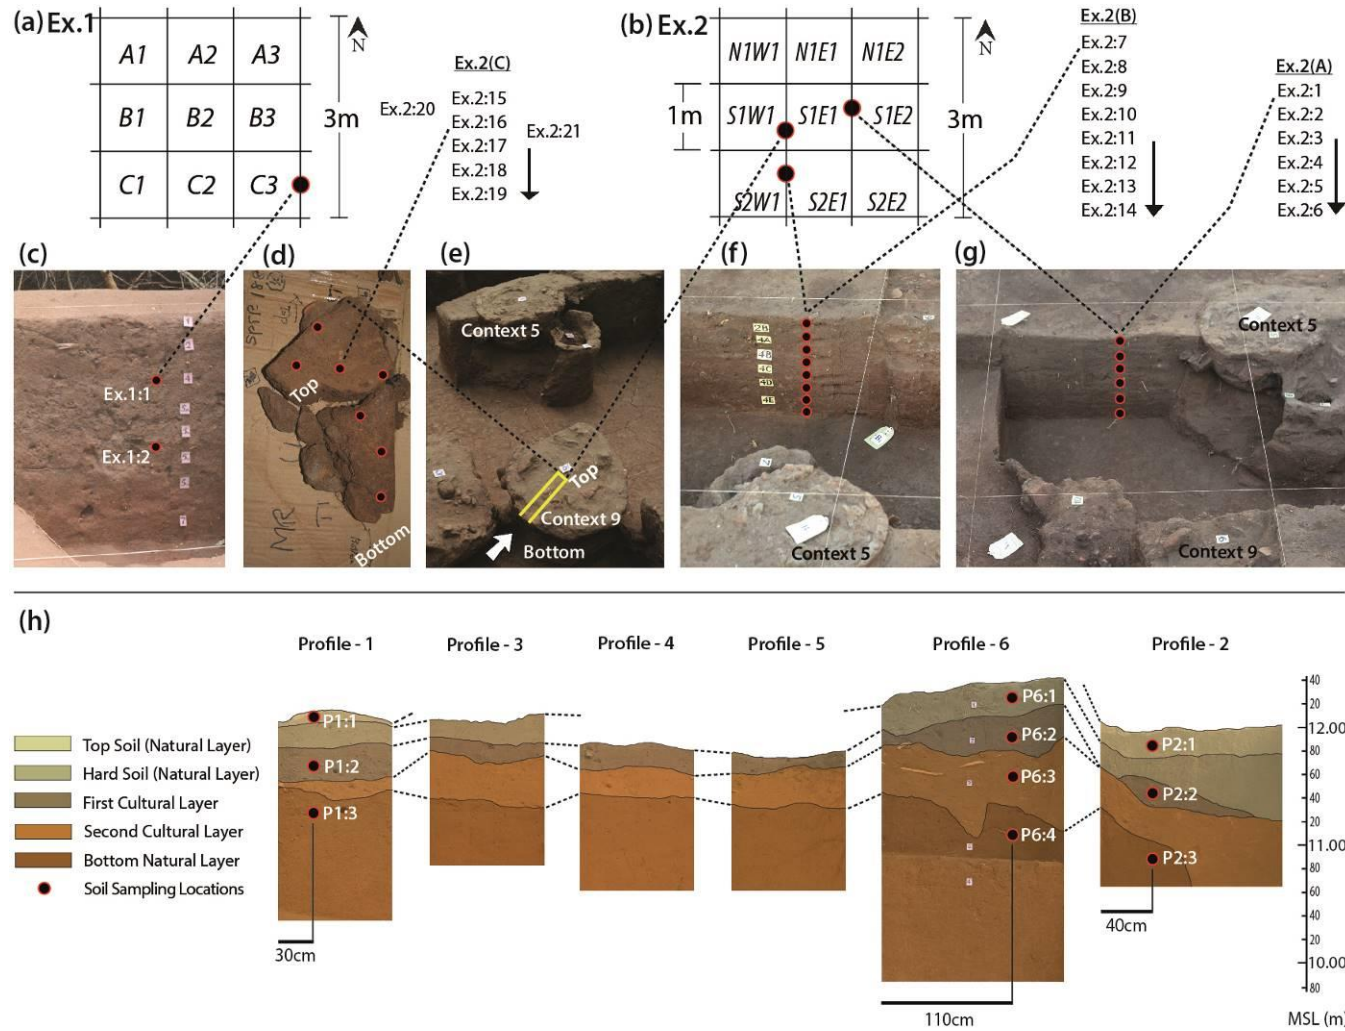 (a) Ex.1
A1 A2 A3
B1 B2 B3
C1 C2 C3
3m
N
Ex.2(C)
Ex.2:20
Ex.2:15
Ex.2:16
Ex.2:17
Ex.2:18
Ex.2:19
Ex.2:21
(b) Ex.2
N1W1 N1E1 N1E2
S1W1 S1E1 S1E2
S2W1 S2E1 S2E2
1m
3m
N
Ex.2(B)
Ex.2:7
Ex.2:8
Ex.2:9
Ex.2:10
Ex.2:11
Ex.2:12
Ex.2:13
Ex.2:14
Ex.2(A)
Ex.2:1
Ex.2:2
Ex.2:3
Ex.2:4
Ex.2:5
Ex.2:6
(c)
Ex.1:1
Ex.1:2
(d)
Top
Bottom
MR
(e)
Context 5
Top
Context 9
Bottom
(f)
2B
4A
4B
4C
4D
4E
Context 5
(g)
Context 5
Context 9
(h)
Profile - 1
Profile - 3
Profile - 4
Profile - 5
Profile - 6
Profile - 2
Top Soil (Natural Layer)
Hard Soil (Natural Layer)
First Cultural Layer
Second Cultural Layer
Bottom Natural Layer
Soil Sampling Locations
P1:1
P1:2
P1:3
30cm
P6:1
P6:2
P6:3
P6:4
110cm
P2:1
P2:2
P2:3
40cm
40
20
12.00
80
60
40
20
11.00
80
60
40
20
10.00
80
MSL (m)